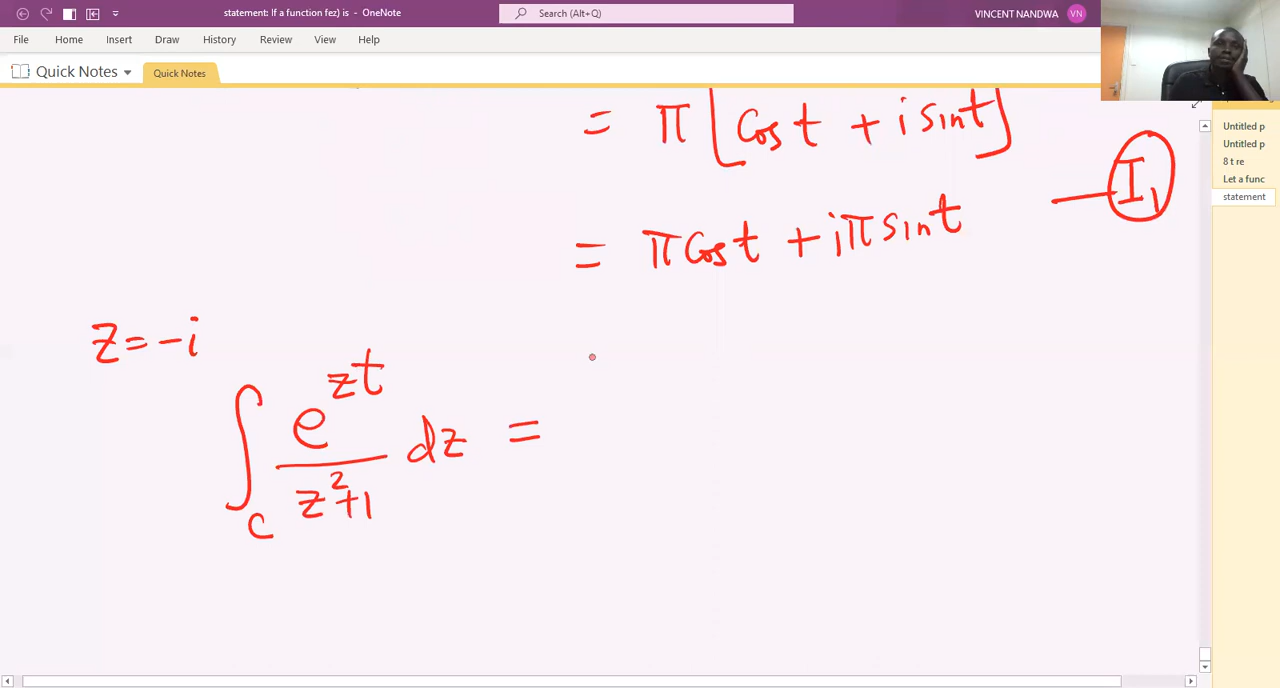 statement: If a function fez) is - OneNote
Search (Alt+Q)
VINCENT NANDWA VN
File Home Insert Draw History Review View Help
Quick Notes
Quick Notes
Untitled p
Untitled p
8 t re
Let a func
statement
= π [Cos t + i sin t]
= π Cos t + i π sin t — I₁
z = -i
∫_C e^{zt} / (z²+1) dz =